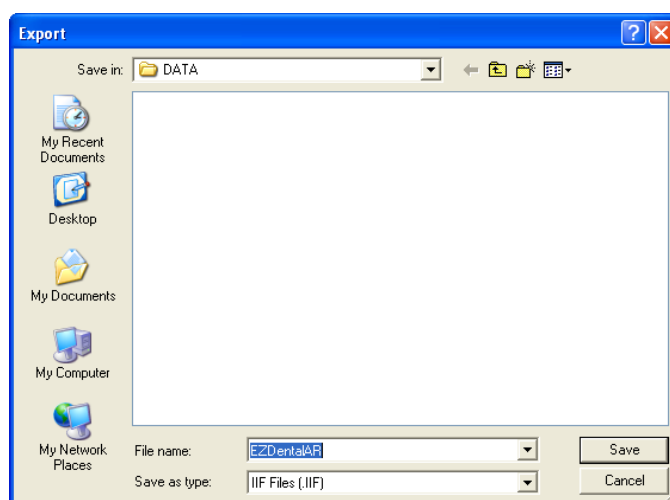 Export
Save in:
DATA
My Recent
Documents
Desktop
My Documents
My Computer
My Network
Places
File name:
EZDentalAR
Save
Save as type:
IIF Files (.IIF)
Cancel